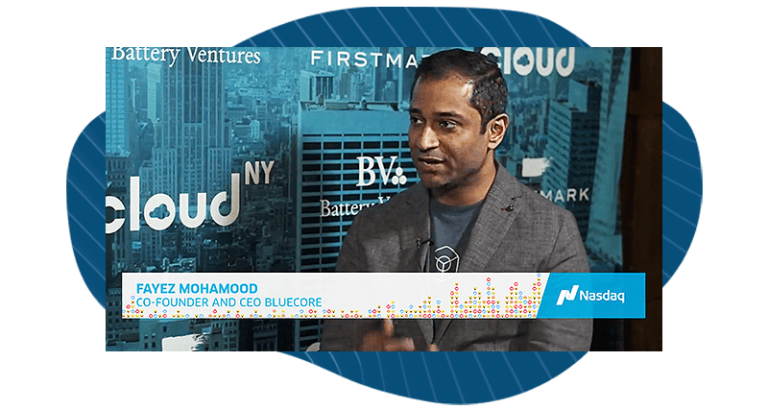 Battery Ventures
FIRSTMA
cloud
cloud NY
BV
Battery V
MARK
FAYEZ MOHAMOOD
CO-FOUNDER AND CEO BLUECORE
Nasdaq